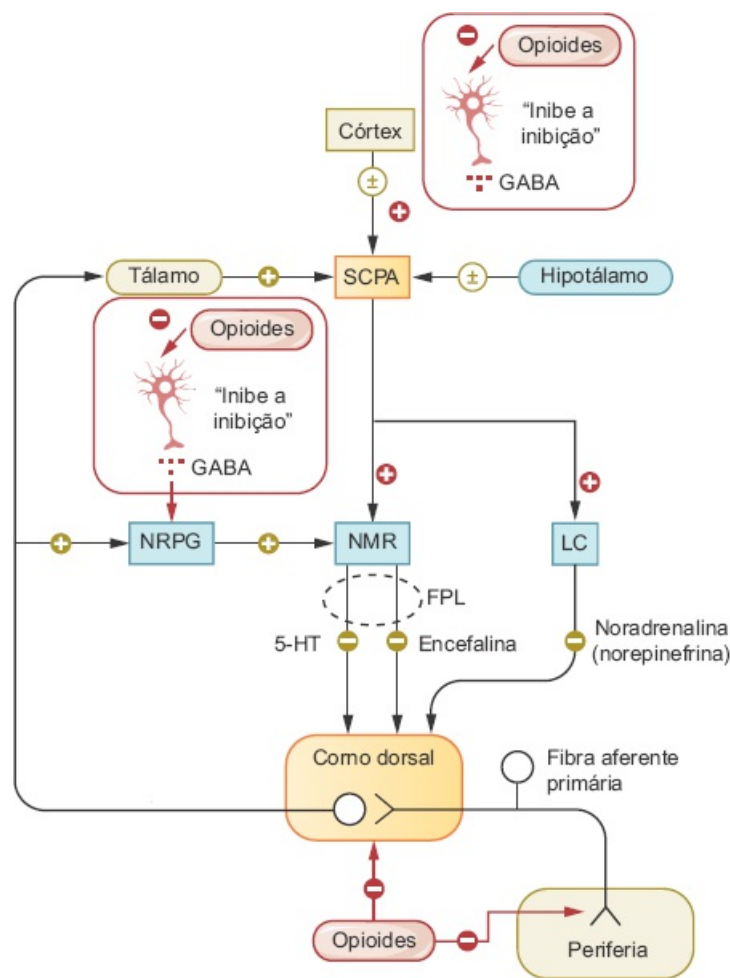 Opioides
"Inibe a
inibição"
GABA
Córtex
±
+
Tálamo
+
SCPA
±
Hipotálamo
Opioides
"Inibe a
inibição"
GABA
+
+
+
NRPG
+
NMR
LC
FPL
5-HT
Encefalina
Noradrenalina
(norepinefrina)
Corno dorsal
Fibra aferente
primária
Opioides
Periferia